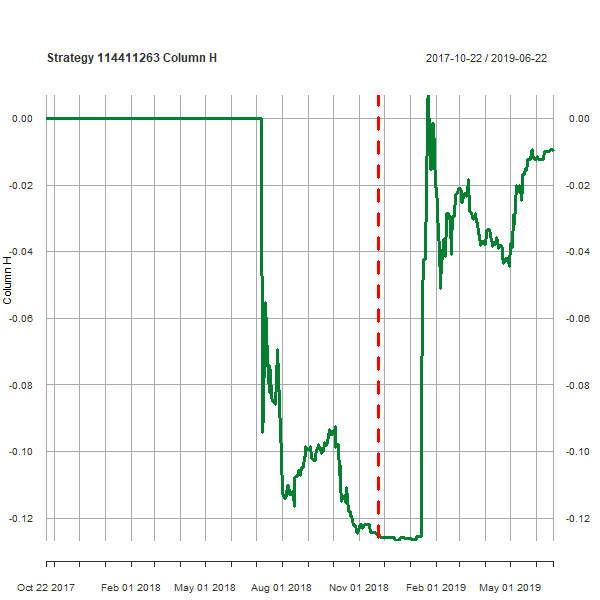 Strategy 114411263 Column H 2017-10-22 / 2019-06-22
0.00 0.00
-0.02 -0.02
-0.04 -0.04
Column H
-0.06 -0.06
-0.08 -0.08
-0.10 -0.10
-0.12 -0.12
Oct 22 2017 Feb 01 2018 May 01 2018 Aug 01 2018 Nov 01 2018 Feb 01 2019 May 01 2019